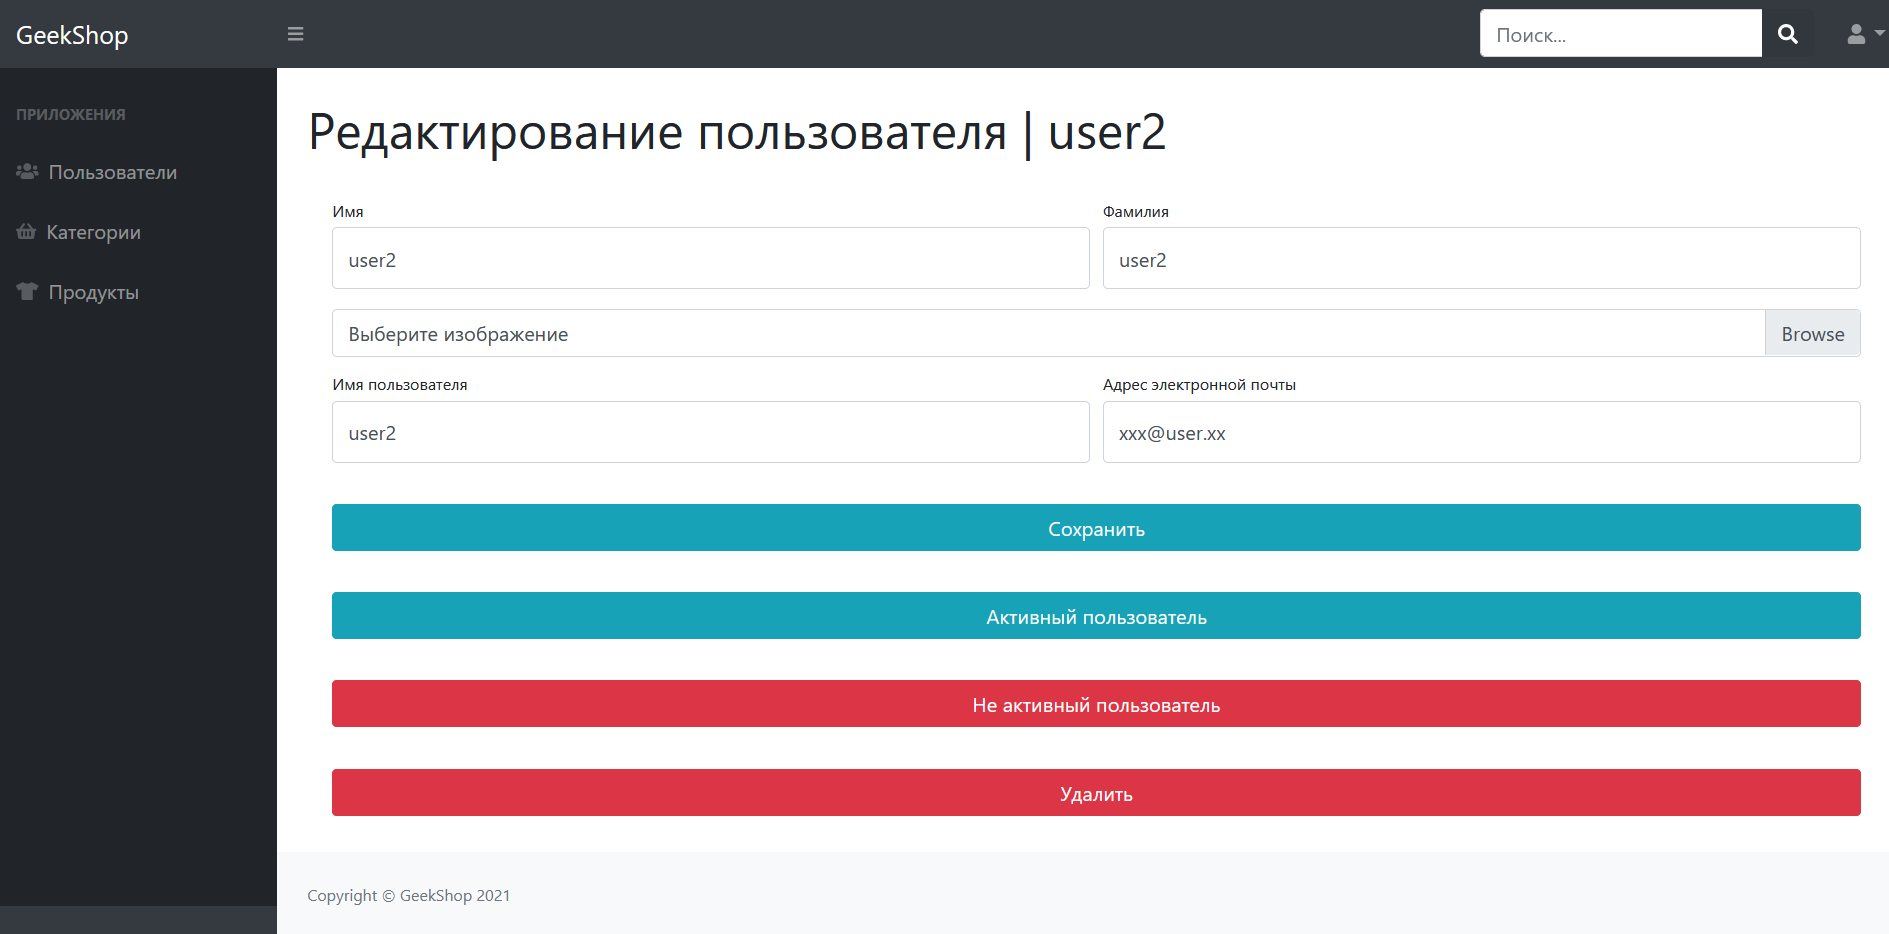 GeekShop
Поиск...
ПРИЛОЖЕНИЯ
Пользователи
Категории
Продукты
Редактирование пользователя | user2
Имя
Фамилия
user2
user2
Выберите изображение
Browse
Имя пользователя
Адрес электронной почты
user2
xxx@user.xx
Сохранить
Активный пользователь
Не активный пользователь
Удалить
Copyright © GeekShop 2021